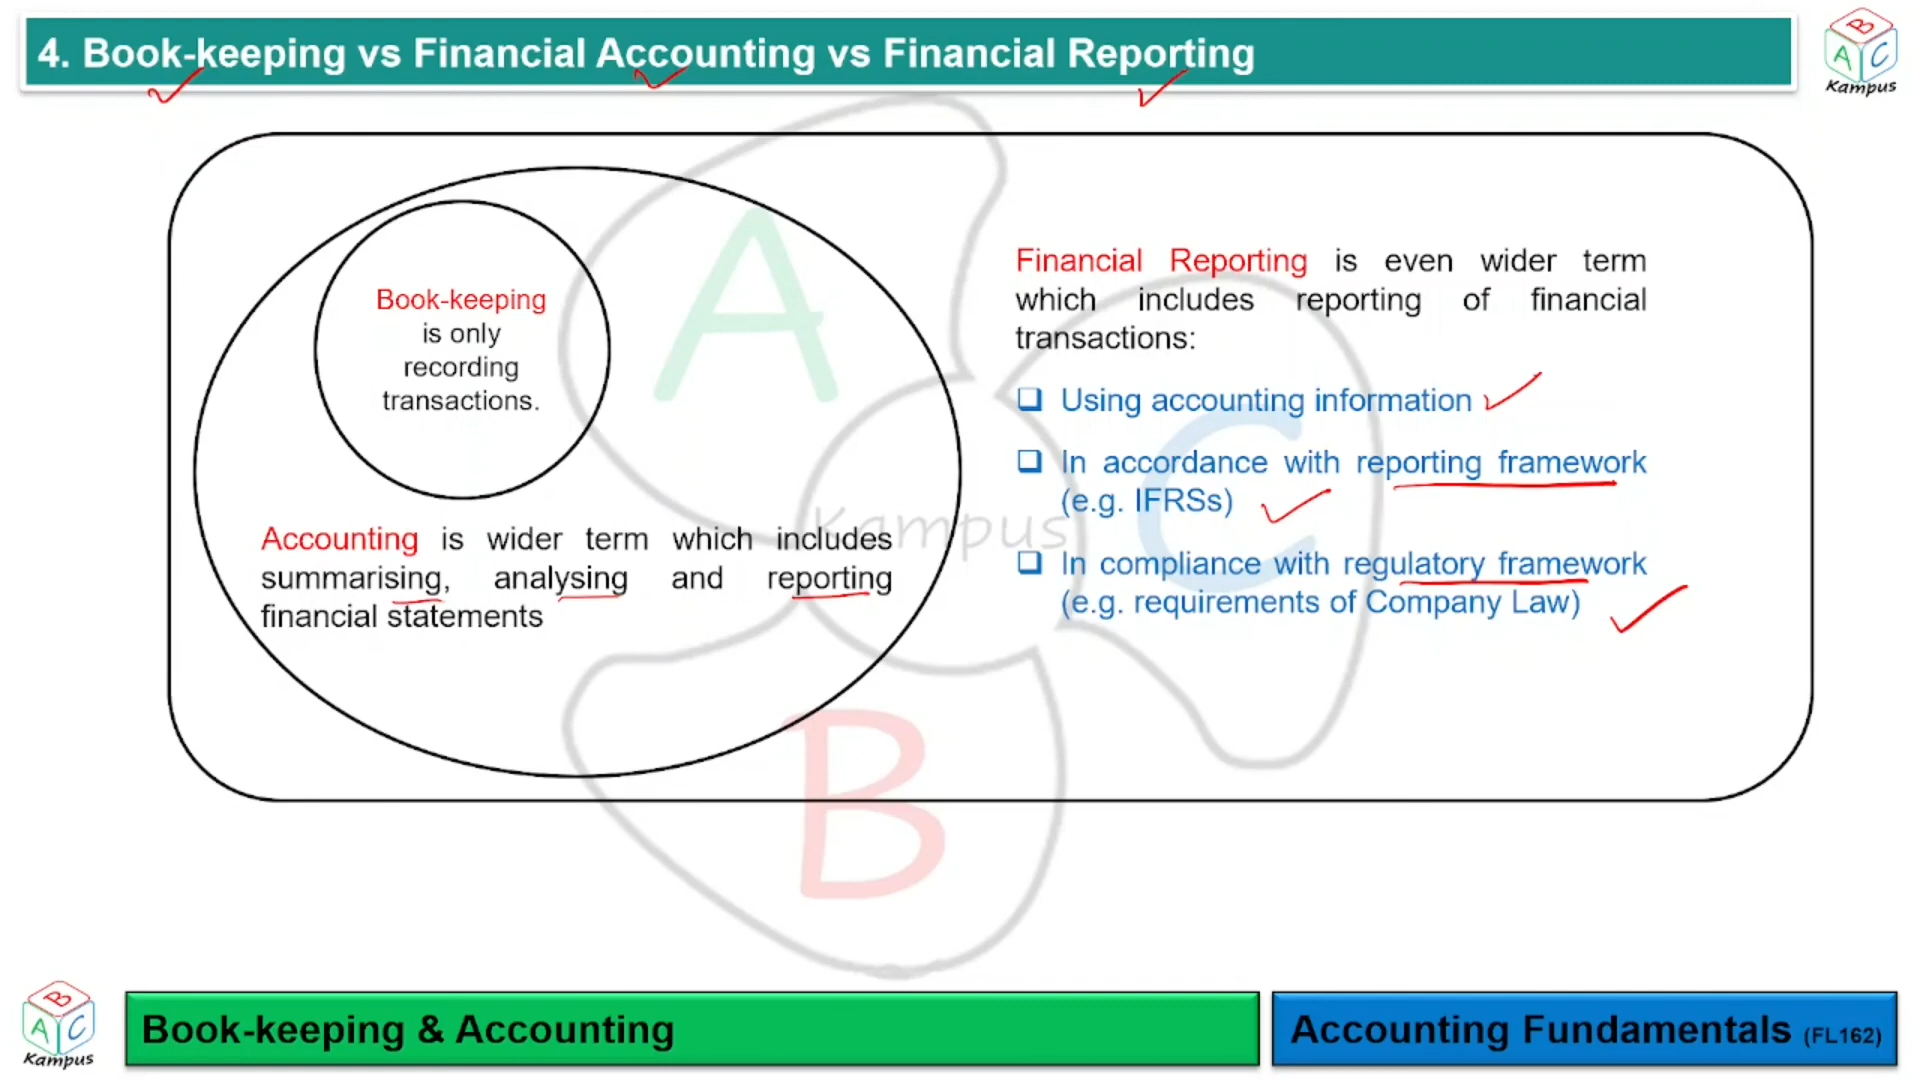 4. Book-keeping vs Financial Accounting vs Financial Reporting
B
A C
Kampus
Book-keeping
is only
recording
transactions.
Accounting is wider term which includes
summarising, analysing and reporting
financial statements
Financial Reporting is even wider term
which includes reporting of financial
transactions:
Using accounting information
In accordance with reporting framework
(e.g. IFRSs)
In compliance with regulatory framework
(e.g. requirements of Company Law)
A
C
Kampus
B
B
A C
Kampus
Book-keeping & Accounting
Accounting Fundamentals (FL162)